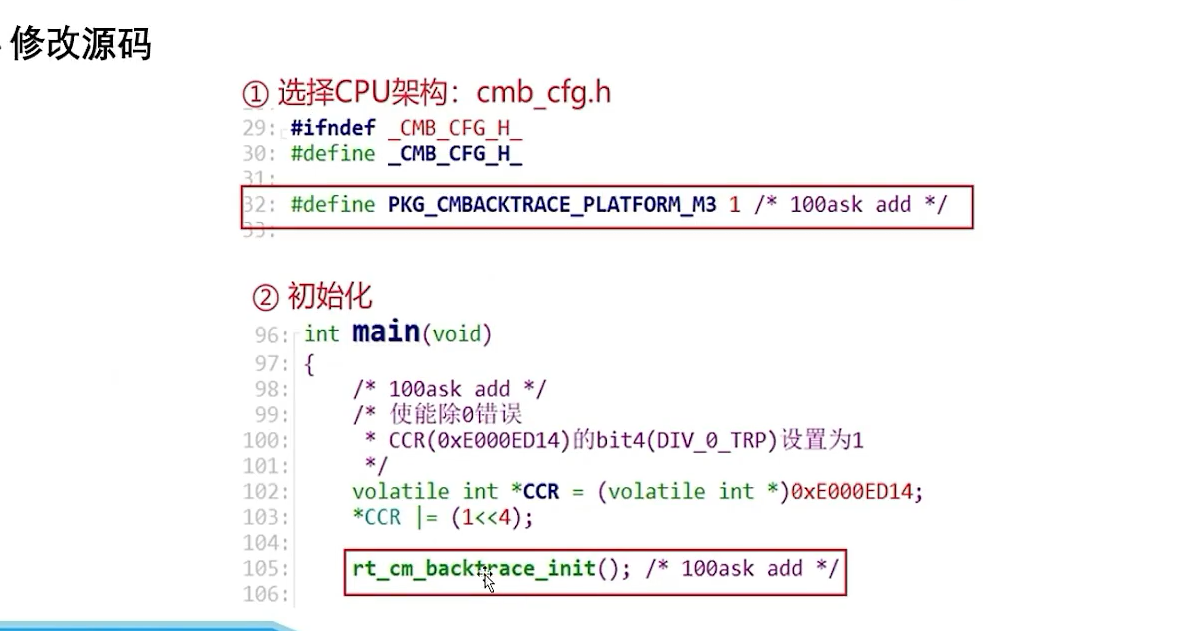 修改源码
① 选择CPU架构：cmb_cfg.h
29: #ifndef _CMB_CFG_H_
30: #define _CMB_CFG_H_
31:
32: #define PKG_CMBACKTRACE_PLATFORM_M3 1 /* 100ask add */
33:
② 初始化
96: int main(void)
97: {
98: /* 100ask add */
99: /* 使能除0错误
100: * CCR(0xE000ED14)的bit4(DIV_0_TRP)设置为1
101: */
102: volatile int *CCR = (volatile int *)0xE000ED14;
103: *CCR |= (1<<4);
104:
105: rt_cm_backtrace_init(); /* 100ask add */
106: